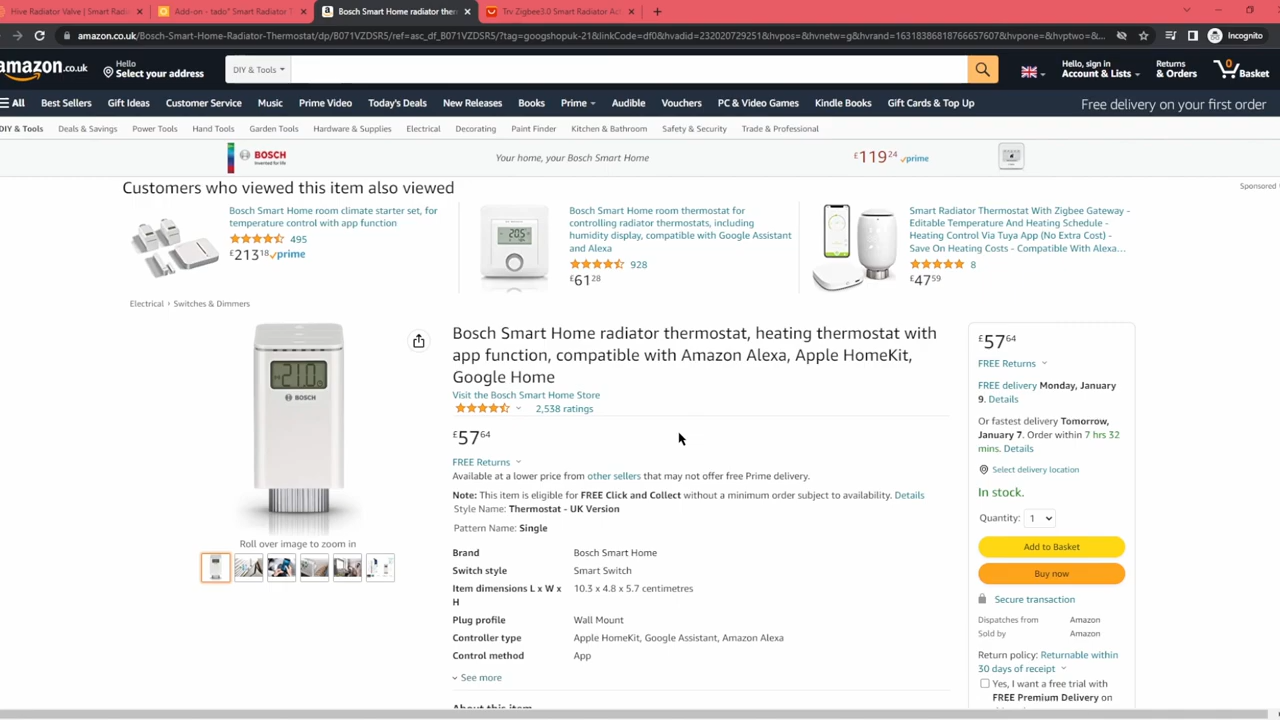 Hive Radiator Valve | Smart Radi
Add-on - tado° Smart Radiator T
Bosch Smart Home radiator ther
Trv Zigbee3.0 Smart Radiator Ac
Incognito
amazon.co.uk/Bosch-Smart-Home-Radiator-Thermostat/dp/B071VZDSR5/ref=asc_df_B071VZDSR5/?tag=googshopuk-21&linkCode=df0&hvadid=232020729251&hvpos=&hvnetw=g&hvrand=16318386818766657607&hvpone=&hvptwo=&...
amazon.co.uk
Hello
Select your address
DIY & Tools
Hello, sign in
Account & Lists
Returns
& Orders
0
Basket
All
Best Sellers
Gift Ideas
Customer Service
Music
Prime Video
Today's Deals
New Releases
Books
Prime
Audible
Vouchers
PC & Video Games
Kindle Books
Gift Cards & Top Up
Free delivery on your first order
DIY & Tools
Deals & Savings
Power Tools
Hand Tools
Garden Tools
Hardware & Supplies
Electrical
Decorating
Paint Finder
Kitchen & Bathroom
Safety & Security
Trade & Professional
BOSCH
Invented for life
Your home, your Bosch Smart Home
£119 24 prime
Customers who viewed this item also viewed
Sponsored
Bosch Smart Home room climate starter set, for
temperature control with app function
495
£213 18 prime
Bosch Smart Home room thermostat for
controlling radiator thermostats, including
humidity display, compatible with Google Assistant
and Alexa
928
£61 28
Smart Radiator Thermostat With Zigbee Gateway -
Editable Temperature And Heating Schedule -
Heating Control Via Tuya App (No Extra Cost) -
Save On Heating Costs - Compatible With Alexa...
8
£47 59
Electrical › Switches & Dimmers
21.0
BOSCH
Roll over image to zoom in
Bosch Smart Home radiator thermostat, heating thermostat with
app function, compatible with Amazon Alexa, Apple HomeKit,
Google Home
Visit the Bosch Smart Home Store
2,538 ratings
£57 64
FREE Returns
Available at a lower price from other sellers that may not offer free Prime delivery.
Note: This item is eligible for FREE Click and Collect without a minimum order subject to availability. Details
Style Name: Thermostat - UK Version
Pattern Name: Single
Brand Bosch Smart Home
Switch style Smart Switch
Item dimensions L x W x H 10.3 x 4.8 x 5.7 centimetres
Plug profile Wall Mount
Controller type Apple HomeKit, Google Assistant, Amazon Alexa
Control method App
See more
About this item
£57 64
FREE Returns
FREE delivery Monday, January
9. Details
Or fastest delivery Tomorrow,
January 7. Order within 7 hrs 32
mins. Details
Select delivery location
In stock.
Quantity: 1
Add to Basket
Buy now
Secure transaction
Dispatches from Amazon
Sold by Amazon
Return policy: Returnable within
30 days of receipt
Yes, I want a free trial with
FREE Premium Delivery on